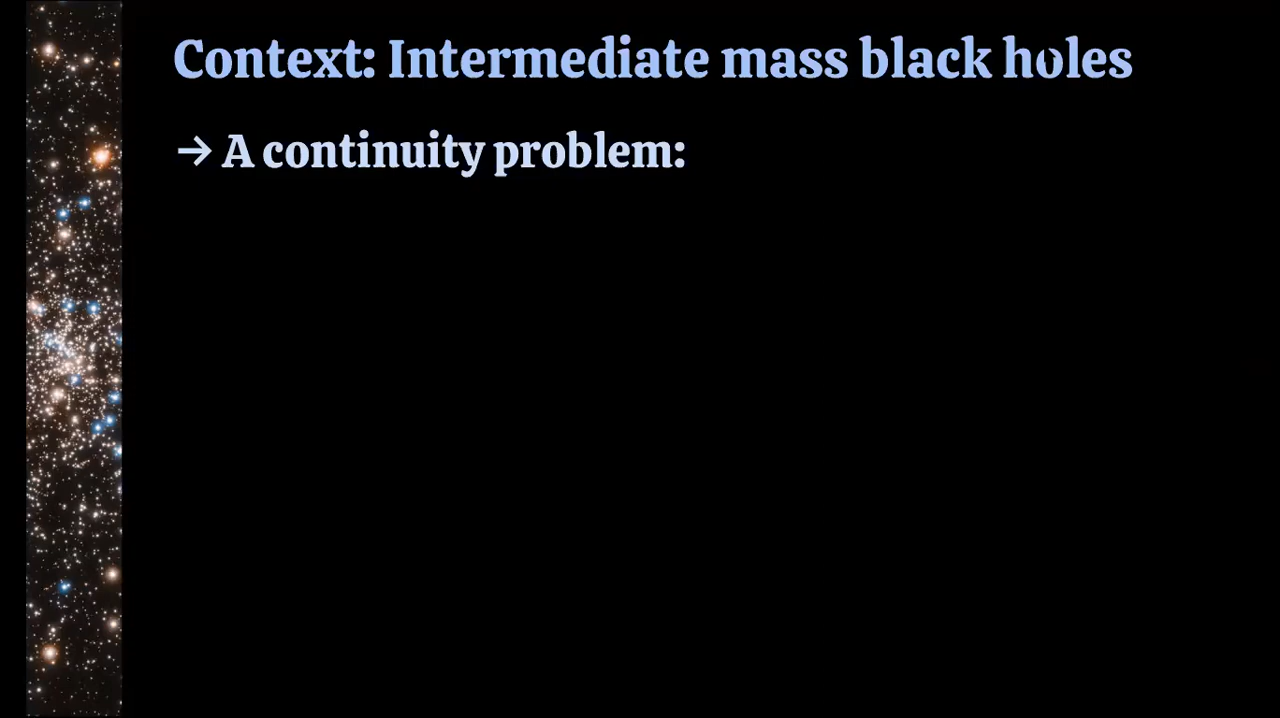 Context: Intermediate mass black holes
→ A continuity problem: